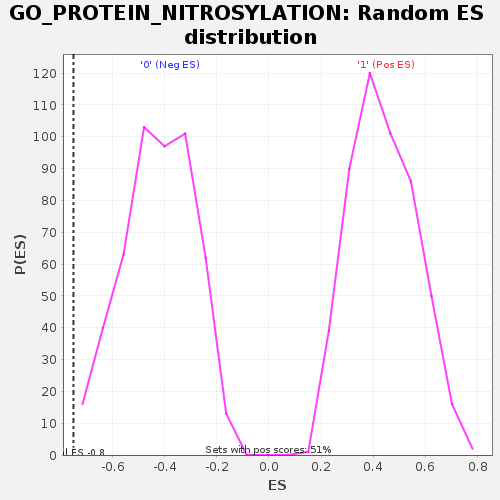 GO_PROTEIN_NITROSYLATION: Random ES
distribution
'0' (Neg ES)
'1' (Pos ES)
120
110
100
90
80
70
60
50
40
30
20
10
0
P(ES)
ES -0.8
Sets with pos scores: 51%
-0.6
-0.4
-0.2
0.0
0.2
0.4
0.6
0.8
ES